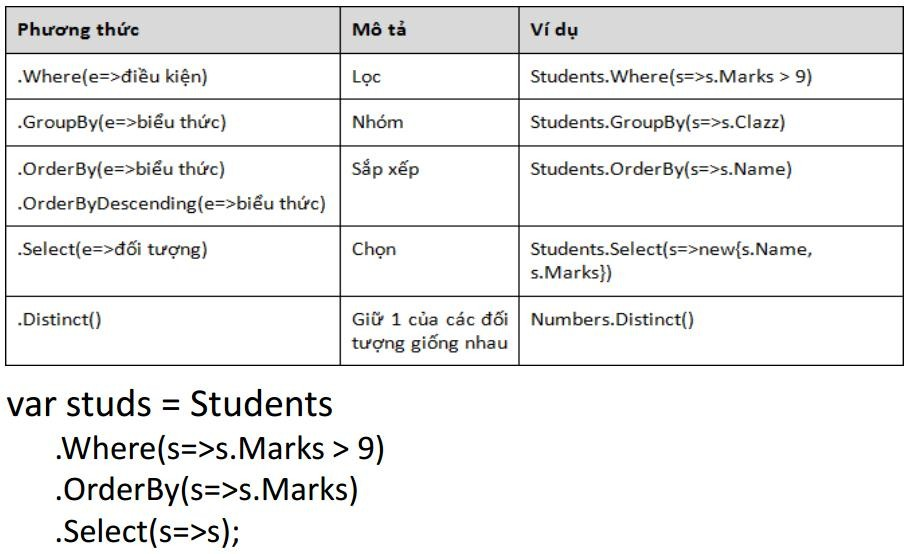 Phương thức Mô tả Ví dụ
.Where(e=>điều kiện) Lọc Students.Where(s=>s.Marks > 9)
.GroupBy(e=>biểu thức) Nhóm Students.GroupBy(s=>s.Clazz)
.OrderBy(e=>biểu thức) Sắp xếp Students.OrderBy(s=>s.Name)
.OrderByDescending(e=>biểu thức)
.Select(e=>đối tượng) Chọn Students.Select(s=>new{s.Name,
s.Marks})
.Distinct() Giữ 1 của các đối Numbers.Distinct()
tượng giống nhau
var studs = Students
.Where(s=>s.Marks > 9)
.OrderBy(s=>s.Marks)
.Select(s=>s);